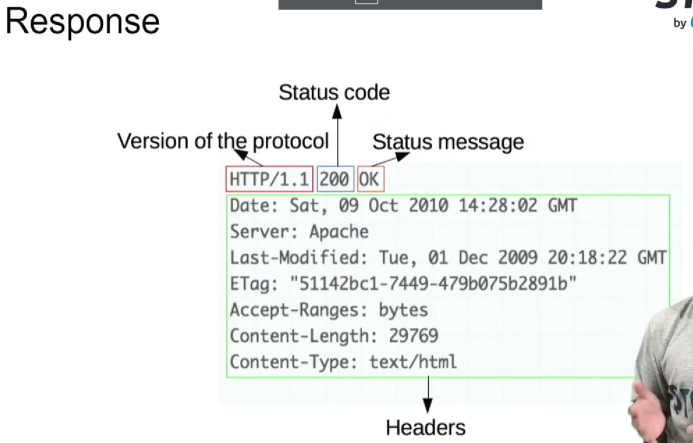 Response
by
Status code
Version of the protocol
Status message
HTTP/1.1 200 OK
Date: Sat, 09 Oct 2010 14:28:02 GMT
Server: Apache
Last-Modified: Tue, 01 Dec 2009 20:18:22 GMT
ETag: "51142bc1-7449-479b075b2891b"
Accept-Ranges: bytes
Content-Length: 29769
Content-Type: text/html
Headers